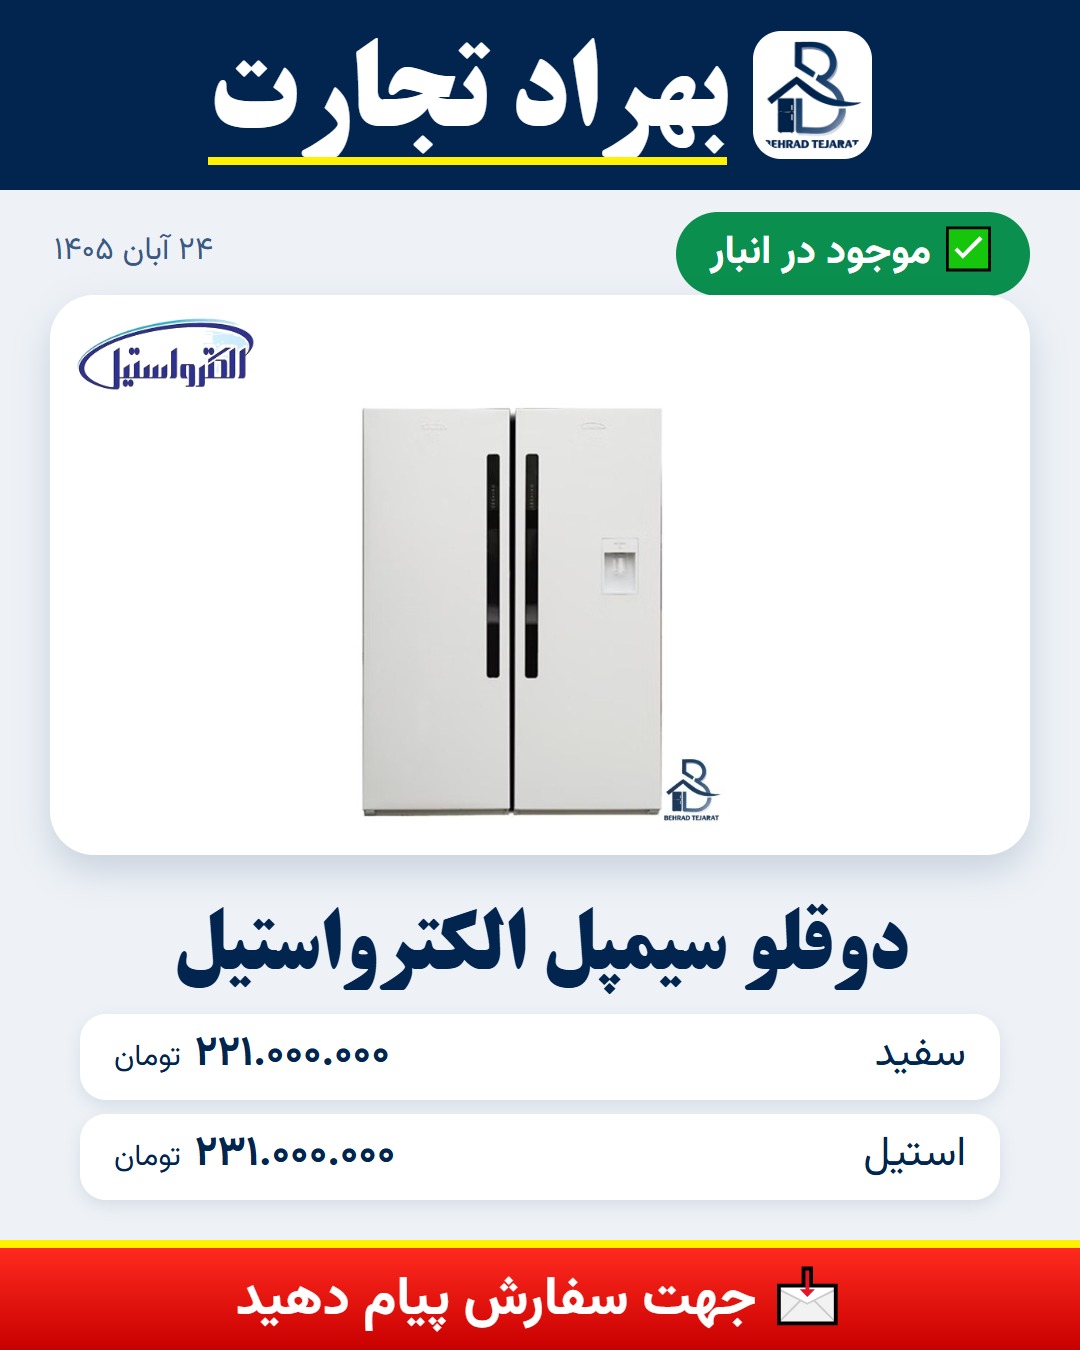 بهراد تجارت
BEHRAD TEJARAT
موجود در انبار
۲۴ آبان ۱۴۰۵
الکترواستیل
BEHRAD TEJARAT
دوقلو سیمپل الکترواستیل
سفید ۲۲۱.۰۰۰.۰۰۰ تومان
استیل ۲۳۱.۰۰۰.۰۰۰ تومان
جهت سفارش پیام دهید